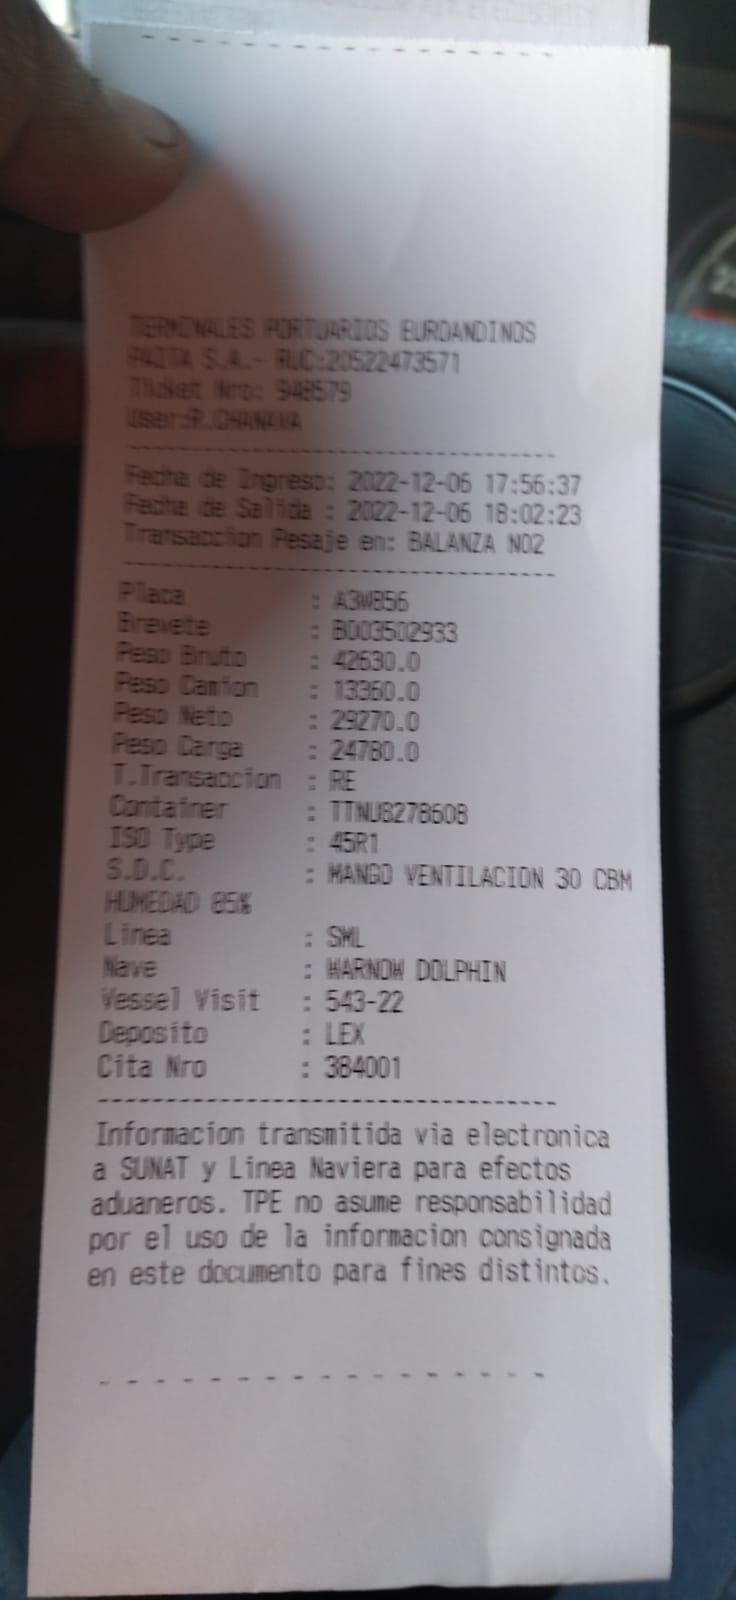 TERMINALES PORTUARIOS EUROANDINOS
PAITA S.A.- RUC:20522473571
Ticket Nro: 948579
User:R.CHANAVA
Fecha de Ingreso: 2022-12-06 17:56:37
Fecha de Salida : 2022-12-06 18:02:23
Transaccion Pesaje en: BALANZA NO2
Placa : A3W856
Brevete : B003502933
Peso Bruto : 42630.0
Peso Camion : 13360.0
Peso Neto : 29270.0
Peso Carga : 24780.0
T.Transaccion : RE
Container : TTNU8278608
ISO Type : 45R1
S.D.C. : MANGO VENTILACION 30 CBM
HUMEDAD 85%
Linea : SML
Nave : WARNOW DOLPHIN
Vessel Visit : 543-22
Deposito : LEX
Cita Nro : 384001
Informacion transmitida via electronica
a SUNAT y Linea Naviera para efectos
aduaneros. TPE no asume responsabilidad
por el uso de la informacion consignada
en este documento para fines distintos.